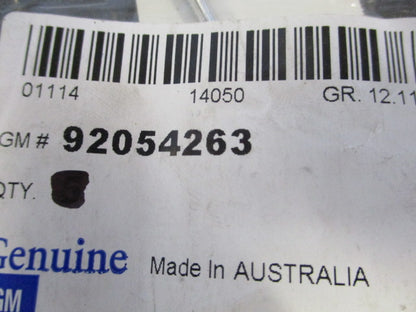 01114 14050 GR. 12.11
GM # 92054263
QTY.
Genuine Made In AUSTRALIA
GM